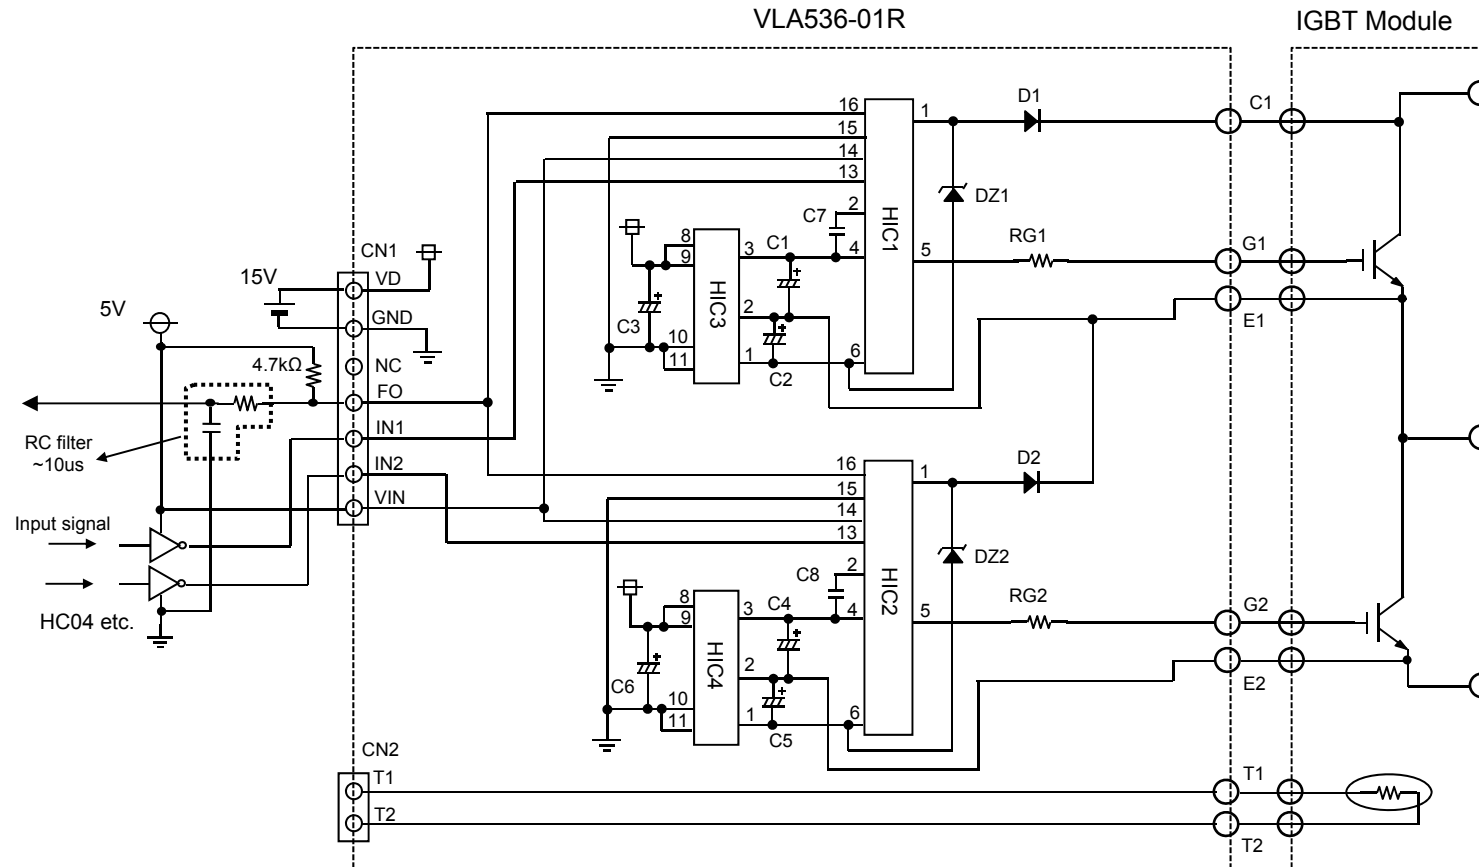 VLA536-01R
IGBT Module
16
15
14
13
2
4
6
1
5
HIC1
D1
DZ1
RG1
C1
G1
E1
C7
C1
C2
C3
8
9
10
11
3
2
1
HIC3
CN1
VD
GND
NC
FO
IN1
IN2
VIN
15V
5V
4.7kΩ
RC filter
~10us
Input signal
HC04 etc.
16
15
14
13
2
4
6
1
5
HIC2
D2
DZ2
RG2
G2
E2
C8
C4
C5
C6
8
9
10
11
3
2
1
HIC4
CN2
T1
T2
T1
T2